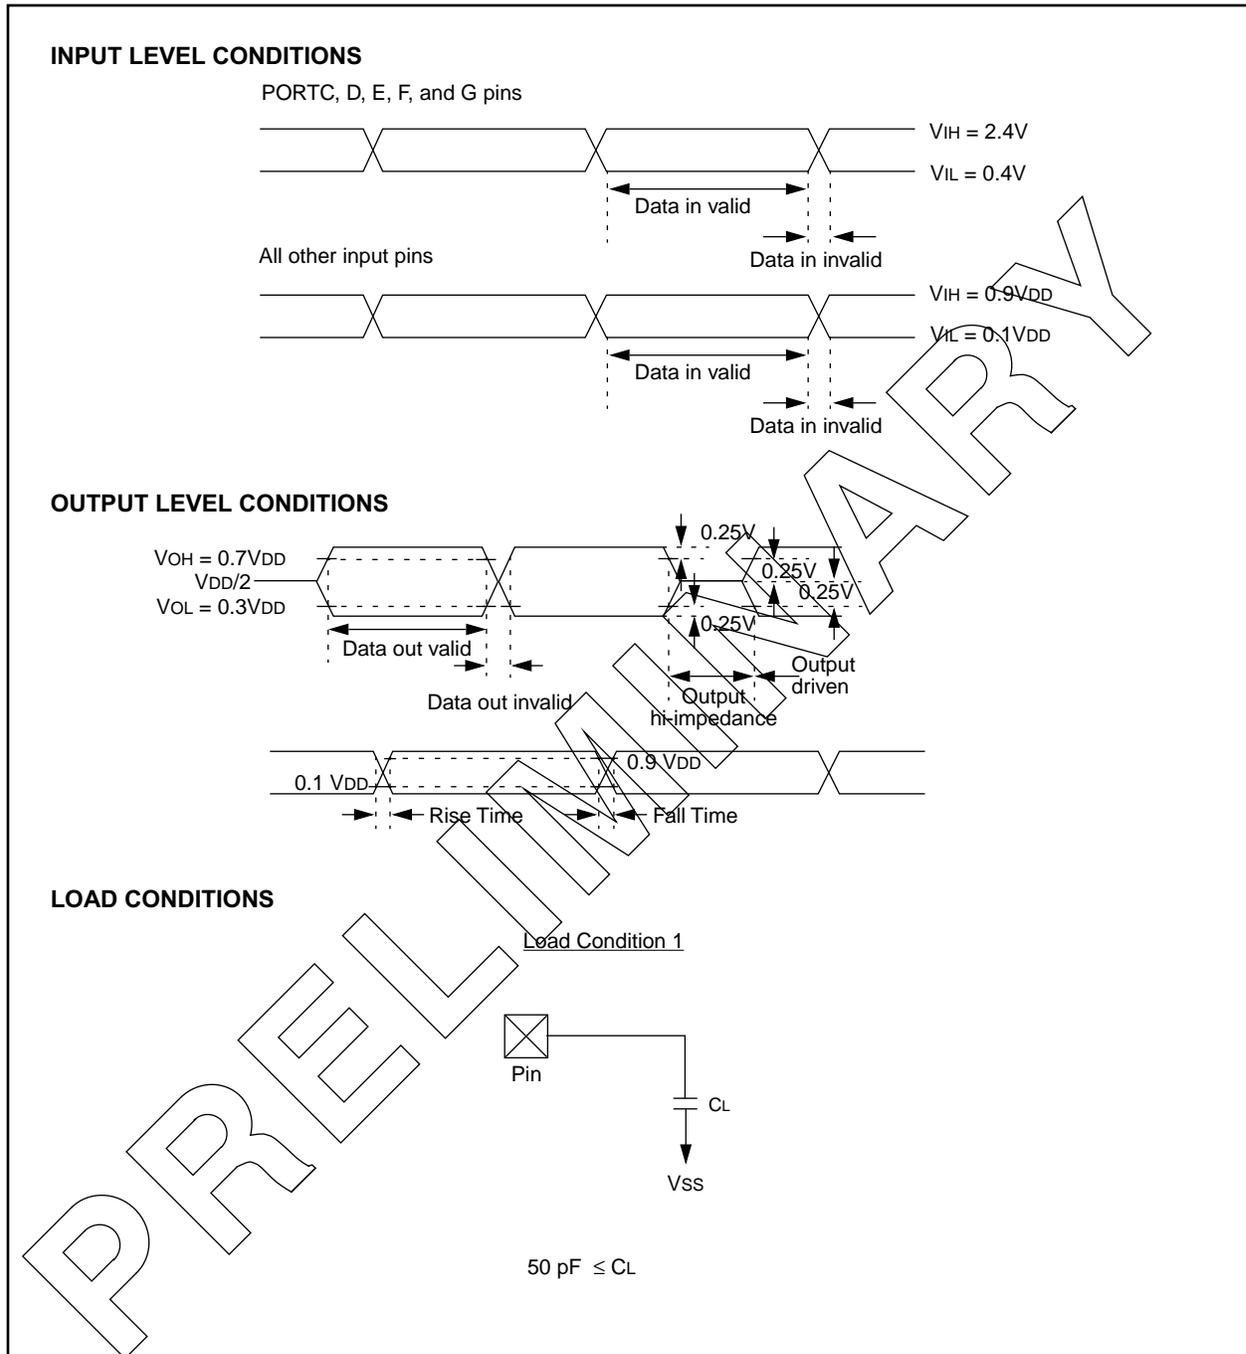 INPUT LEVEL CONDITIONS
PORTC, D, E, F, and G pins
VIH = 2.4V
VIL = 0.4V
Data in valid
Data in invalid
All other input pins
VIH = 0.9VDD
VIL = 0.1VDD
Data in valid
Data in invalid
OUTPUT LEVEL CONDITIONS
VOH = 0.7VDD
VDD/2
VOL = 0.3VDD
0.25V
0.25V
0.25V
0.25V
Data out valid
Data out invalid
Output
hi-impedance
Output
driven
0.9 VDD
0.1 VDD
Rise Time
Fall Time
LOAD CONDITIONS
Load Condition 1
Pin
CL
VSS
50 pF ≤ CL
PRELIMINARY